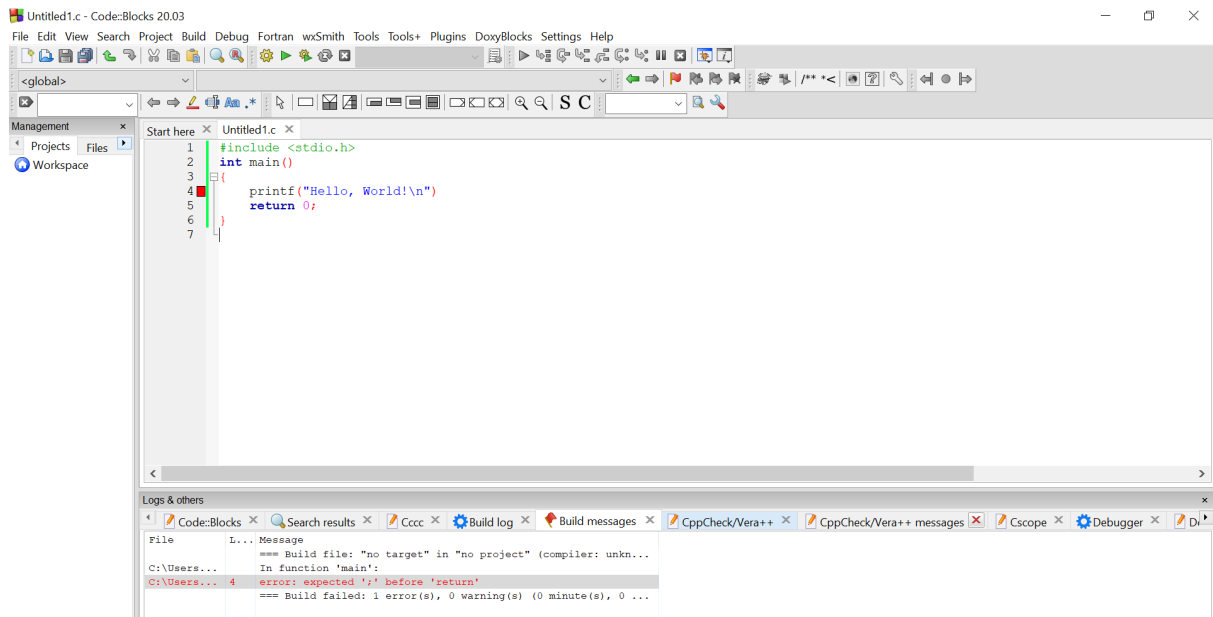 Untitled1.c - Code::Blocks 20.03
File Edit View Search Project Build Debug Fortran wxSmith Tools Tools+ Plugins DoxyBlocks Settings Help
<global>
/** *<
Aa .* S C
Management
Projects Files
Workspace
Start here Untitled1.c
1 #include <stdio.h>
2 int main()
3 {
4 printf("Hello, World!\n")
5 return 0;
6 }
7
Logs & others
Code::Blocks Search results Cccc Build log Build messages CppCheck/Vera++ CppCheck/Vera++ messages Cscope Debugger D
File L... Message
=== Build file: "no target" in "no project" (compiler: unkn...
C:\Users... In function 'main':
C:\Users... 4 error: expected ';' before 'return'
=== Build failed: 1 error(s), 0 warning(s) (0 minute(s), 0 ...